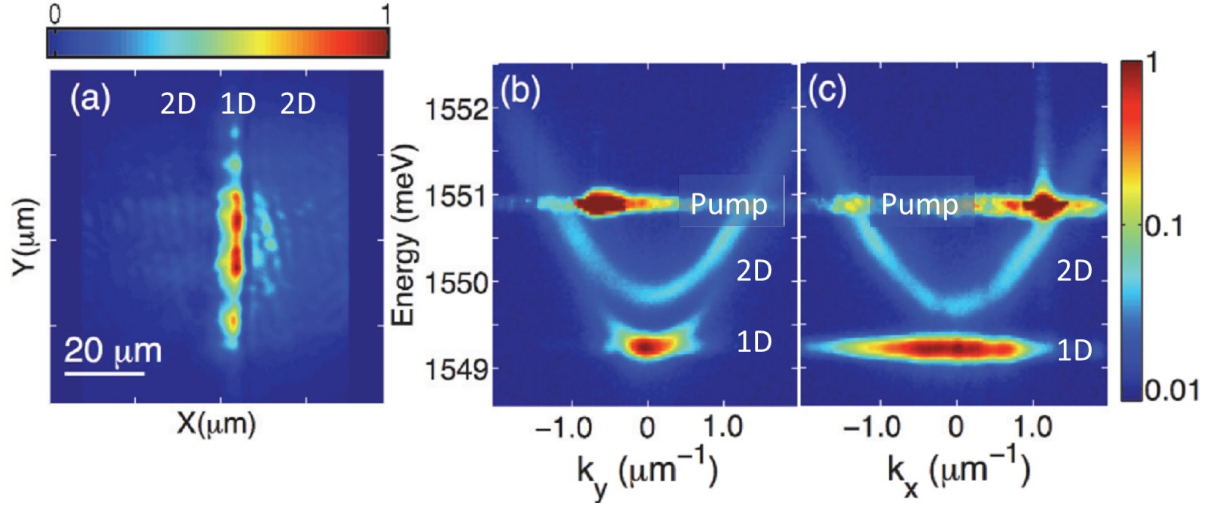 0 1
(a) 2D 1D 2D
Y(μm)
20 μm
X(μm)
Energy (meV)
1552
1551
1550
1549
(b)
Pump
2D
1D
−1.0 0 1.0
k_y (μm⁻¹)
(c)
Pump
2D
1D
−1.0 0 1.0
k_x (μm⁻¹)
1
0.1
0.01